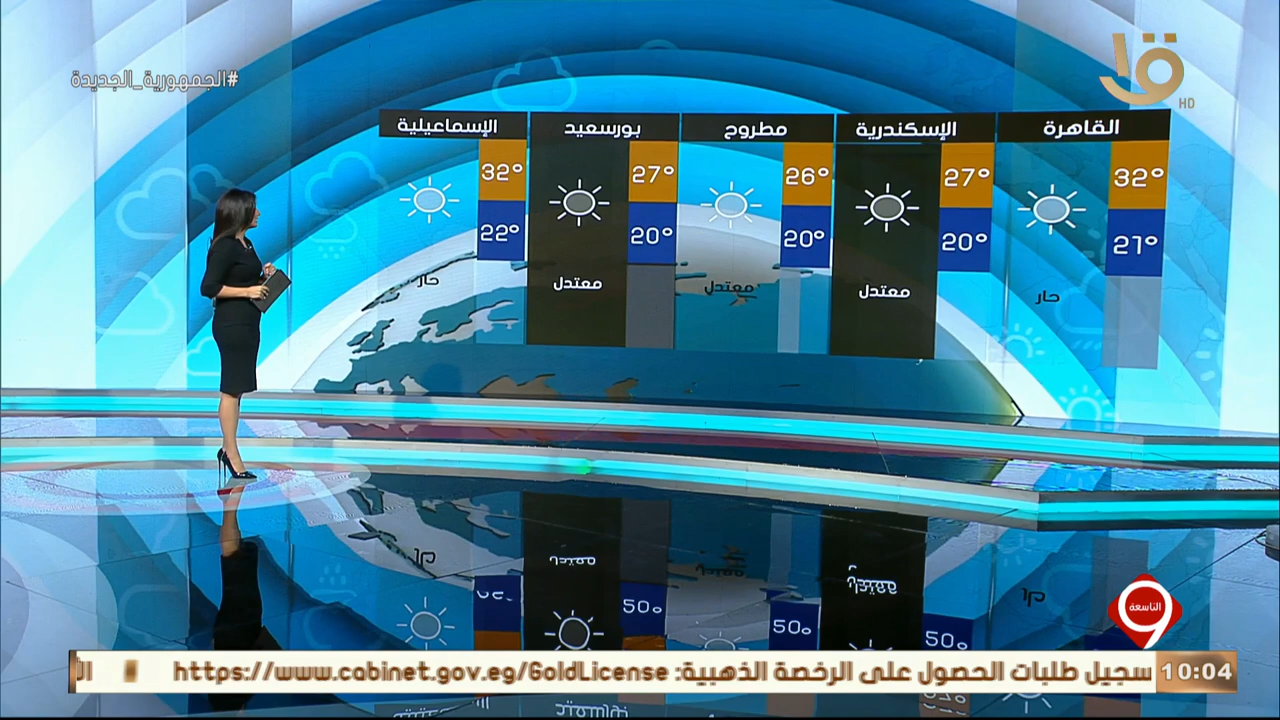 #الجمهورية_الجديدة
HD
القاهرة
32°
21°
حار
الإسكندرية
27°
20°
معتدل
مطروح
26°
20°
معتدل
بورسعيد
27°
20°
معتدل
الإسماعيلية
32°
22°
حار
التاسعة
9
10:04
سجيل طلبات الحصول على الرخصة الذهبية: https://www.cabinet.gov.eg/GoldLicense